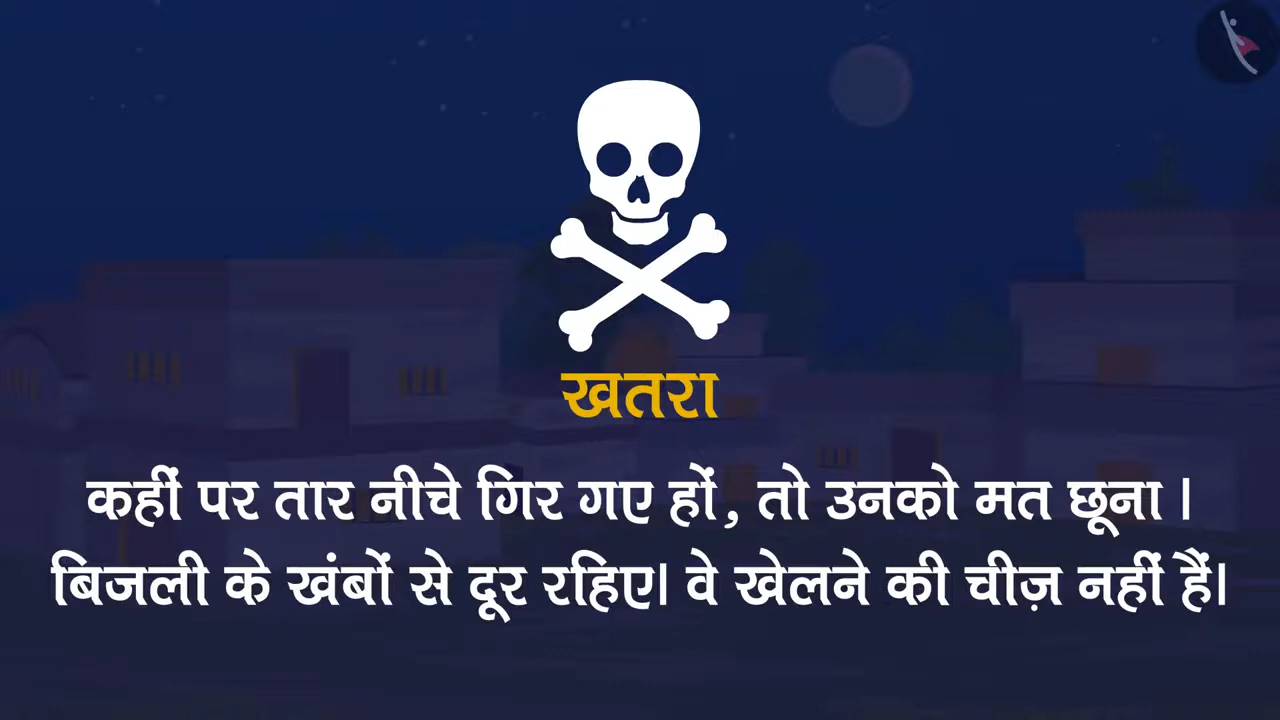 खतरा
कहीं पर तार नीचे गिर गए हों, तो उनको मत छूना ।
बिजली के खंबों से दूर रहिए। वे खेलने की चीज़ नहीं हैं।